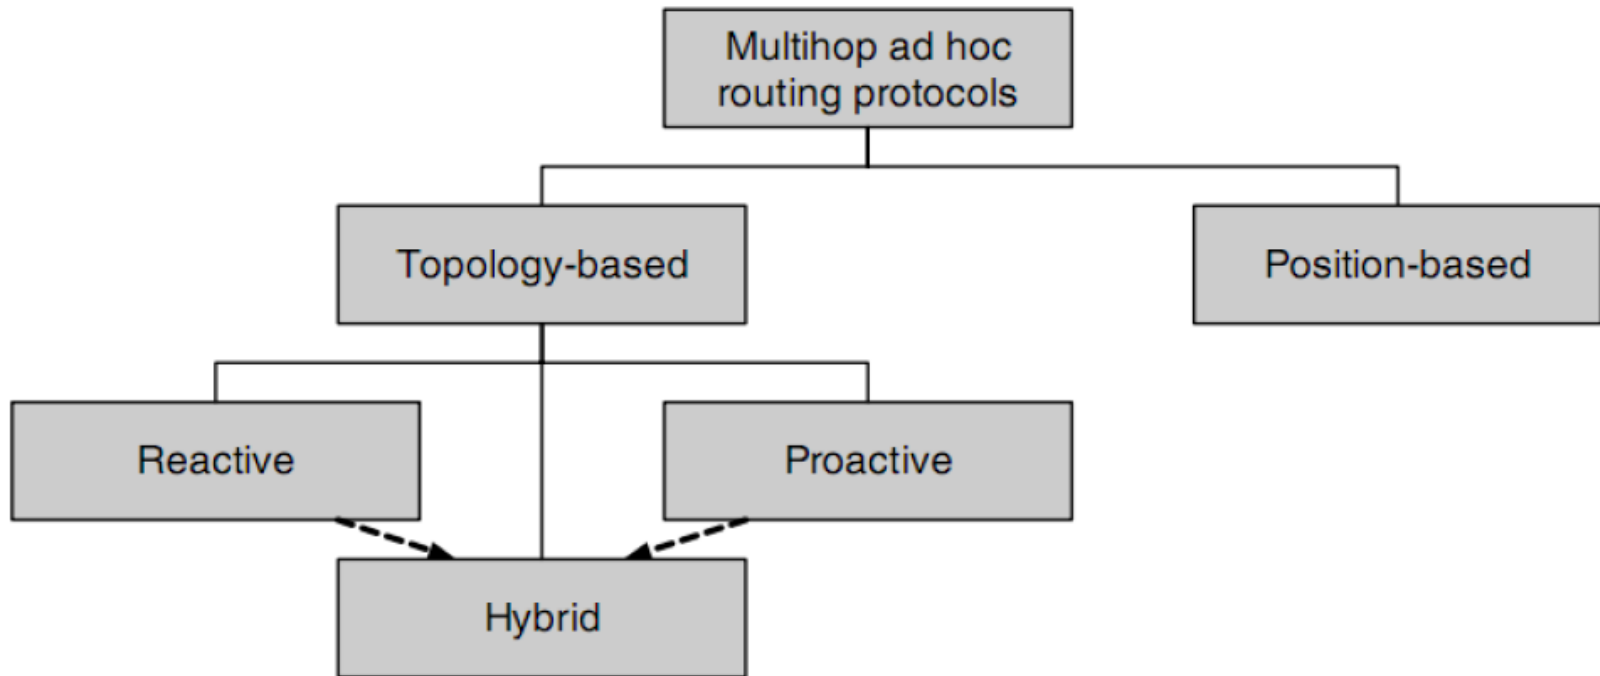 Multihop ad hoc
routing protocols
Topology-based
Position-based
Reactive
Proactive
Hybrid